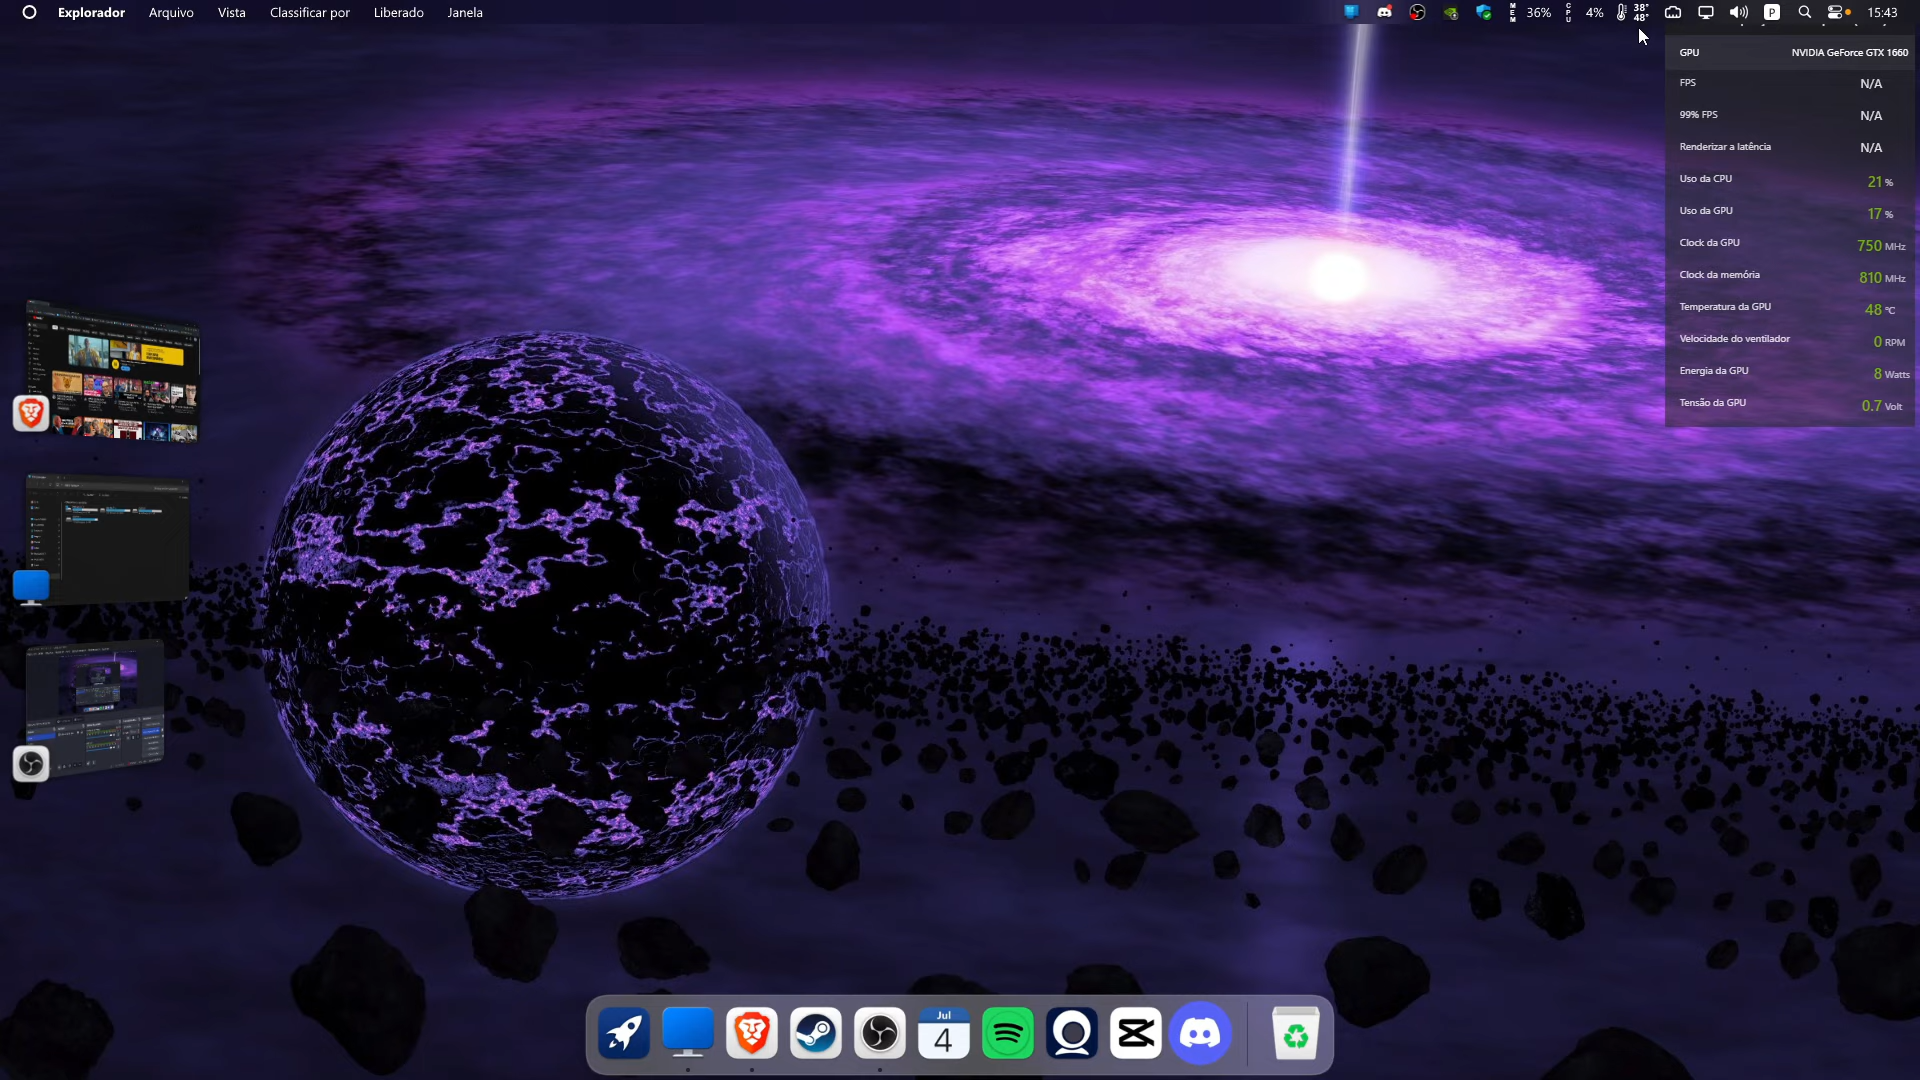 Explorador Arquivo Vista Classificar por Liberado Janela
MEM 36% CPU 4% 38° 48° P 15:43
GPU NVIDIA GeForce GTX 1660
FPS N/A
99% FPS N/A
Renderizar a latência N/A
Uso da CPU 21 %
Uso da GPU 17 %
Clock da GPU 750 MHz
Clock da memória 810 MHz
Temperatura da GPU 48 °C
Velocidade do ventilador 0 RPM
Energia da GPU 8 Watts
Tensão da GPU 0.7 Volt
Jul
4